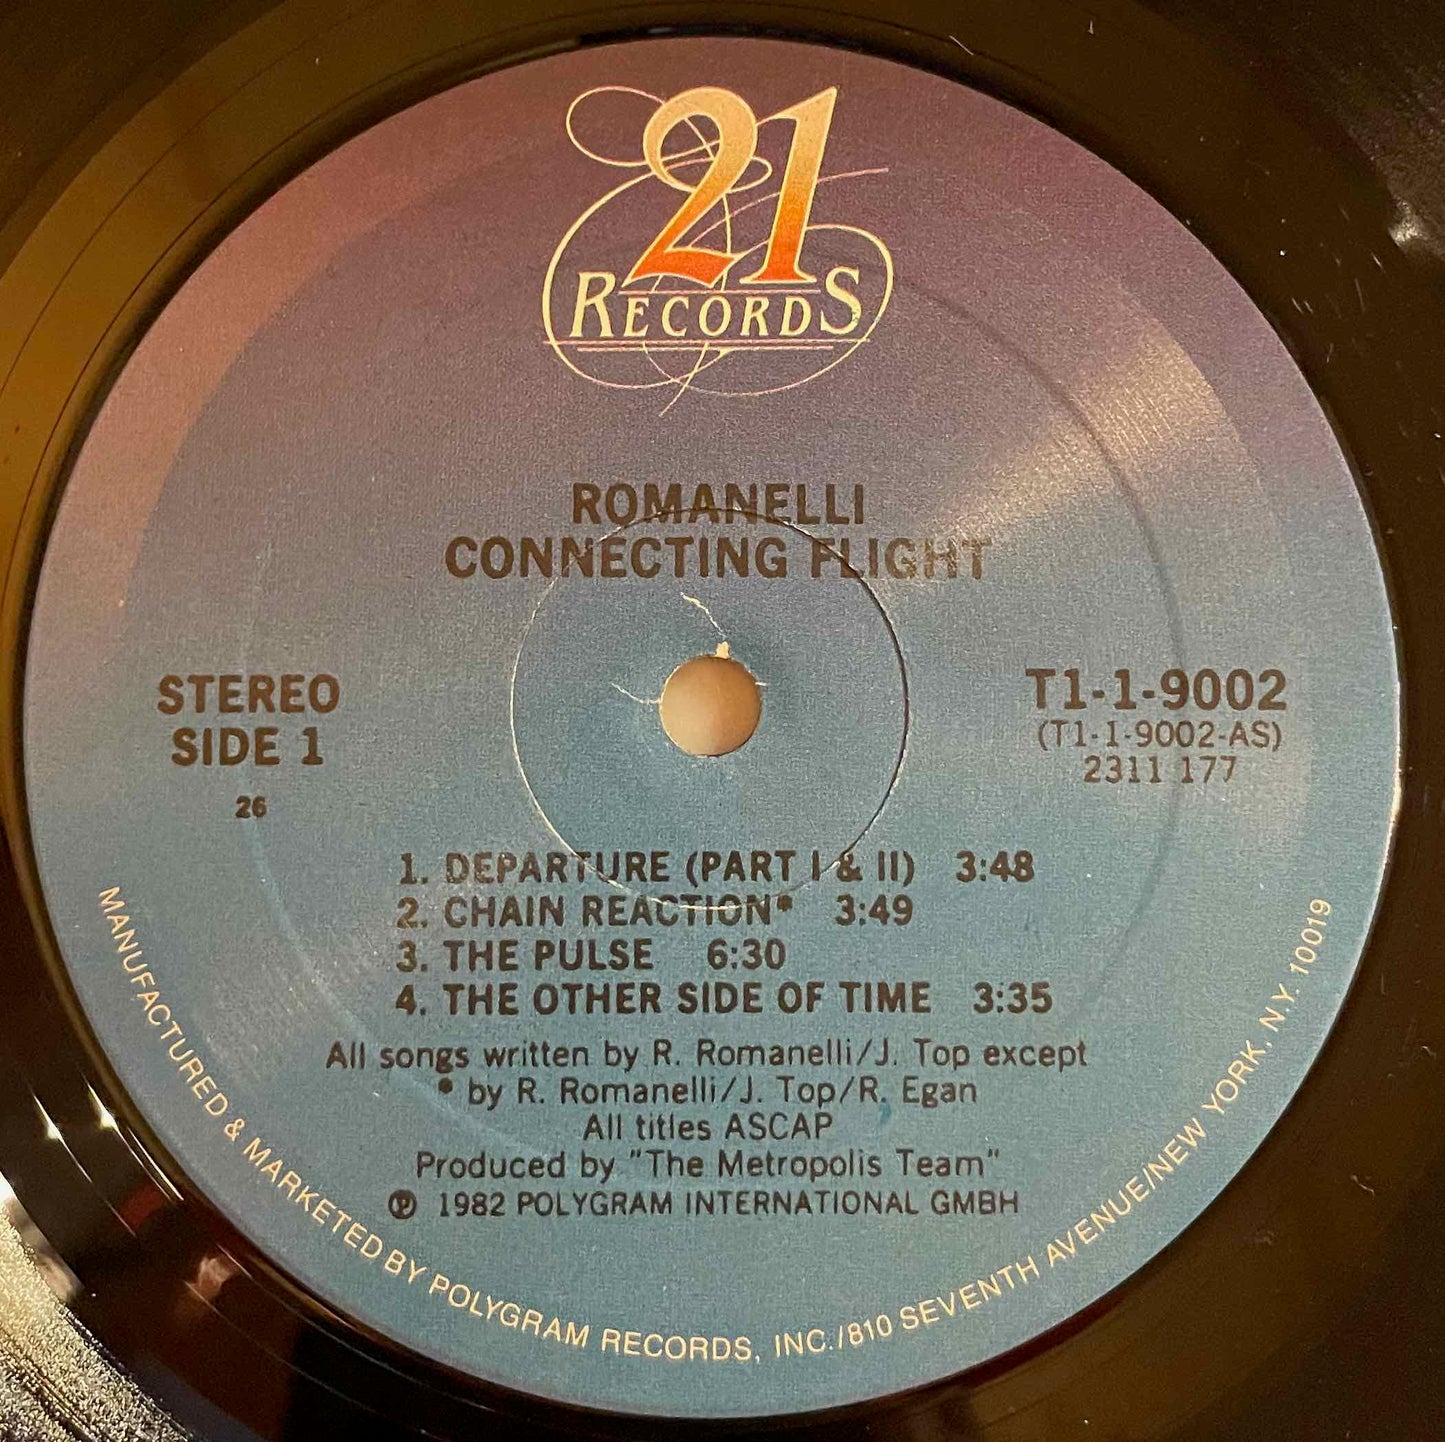 21
RECORDS
ROMANELLI
CONNECTING FLIGHT
STEREO
SIDE 1
26
T1-1-9002
(T1-1-9002-AS)
2311 177
1. DEPARTURE (PART I & II) 3:48
2. CHAIN REACTION* 3:49
3. THE PULSE 6:30
4. THE OTHER SIDE OF TIME 3:35
All songs written by R. Romanelli/J. Top except
* by R. Romanelli/J. Top/R. Egan
All titles ASCAP
Produced by "The Metropolis Team"
℗ 1982 POLYGRAM INTERNATIONAL GMBH
MANUFACTURED & MARKETED BY POLYGRAM RECORDS, INC./810 SEVENTH AVENUE/NEW YORK, N.Y. 10019